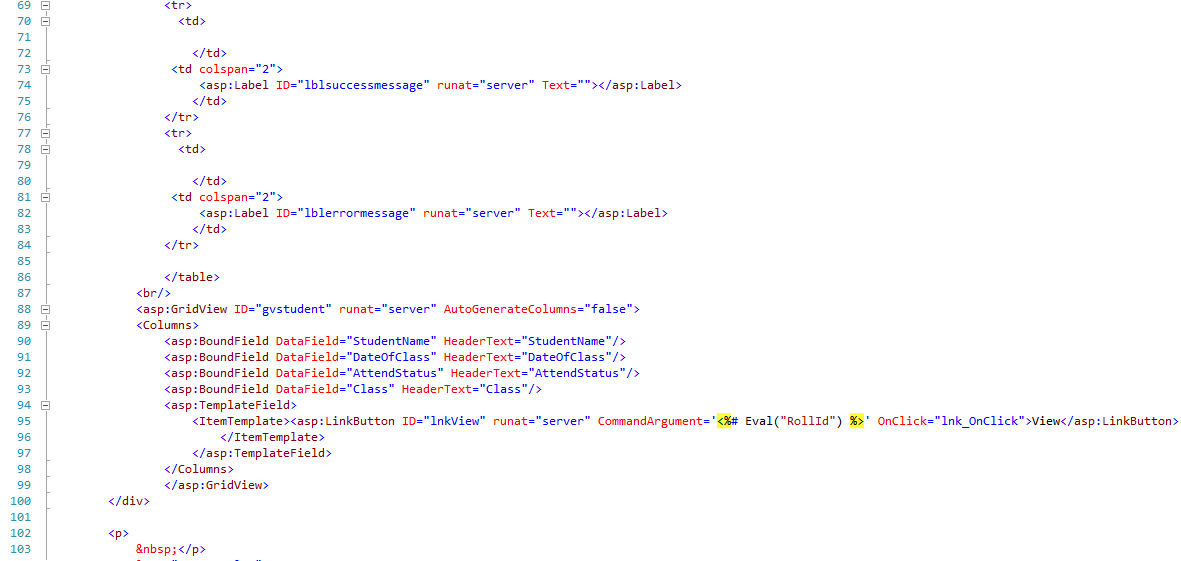 69 <tr>
70 <td>
71
72 </td>
73 <td colspan="2">
74 <asp:Label ID="lblsuccessmessage" runat="server" Text=""></asp:Label>
75 </td>
76 </tr>
77 <tr>
78 <td>
79
80 </td>
81 <td colspan="2">
82 <asp:Label ID="lblerrormessage" runat="server" Text=""></asp:Label>
83 </td>
84 </tr>
85
86 </table>
87 <br/>
88 <asp:GridView ID="gvstudent" runat="server" AutoGenerateColumns="false">
89 <Columns>
90 <asp:BoundField DataField="StudentName" HeaderText="StudentName"/>
91 <asp:BoundField DataField="DateOfClass" HeaderText="DateOfClass"/>
92 <asp:BoundField DataField="AttendStatus" HeaderText="AttendStatus"/>
93 <asp:BoundField DataField="Class" HeaderText="Class"/>
94 <asp:TemplateField>
95 <ItemTemplate><asp:LinkButton ID="lnkView" runat="server" CommandArgument='<%# Eval("RollId") %>' OnClick="lnk_OnClick">View</asp:LinkButton>
96 </ItemTemplate>
97 </asp:TemplateField>
98 </Columns>
99 </asp:GridView>
100 </div>
101
102 <p>
103 &nbsp;</p>